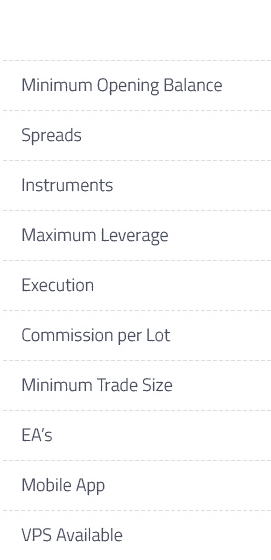 Minimum Opening Balance
Spreads
Instruments
Maximum Leverage
Execution
Commission per Lot
Minimum Trade Size
EA's
Mobile App
VPS Available